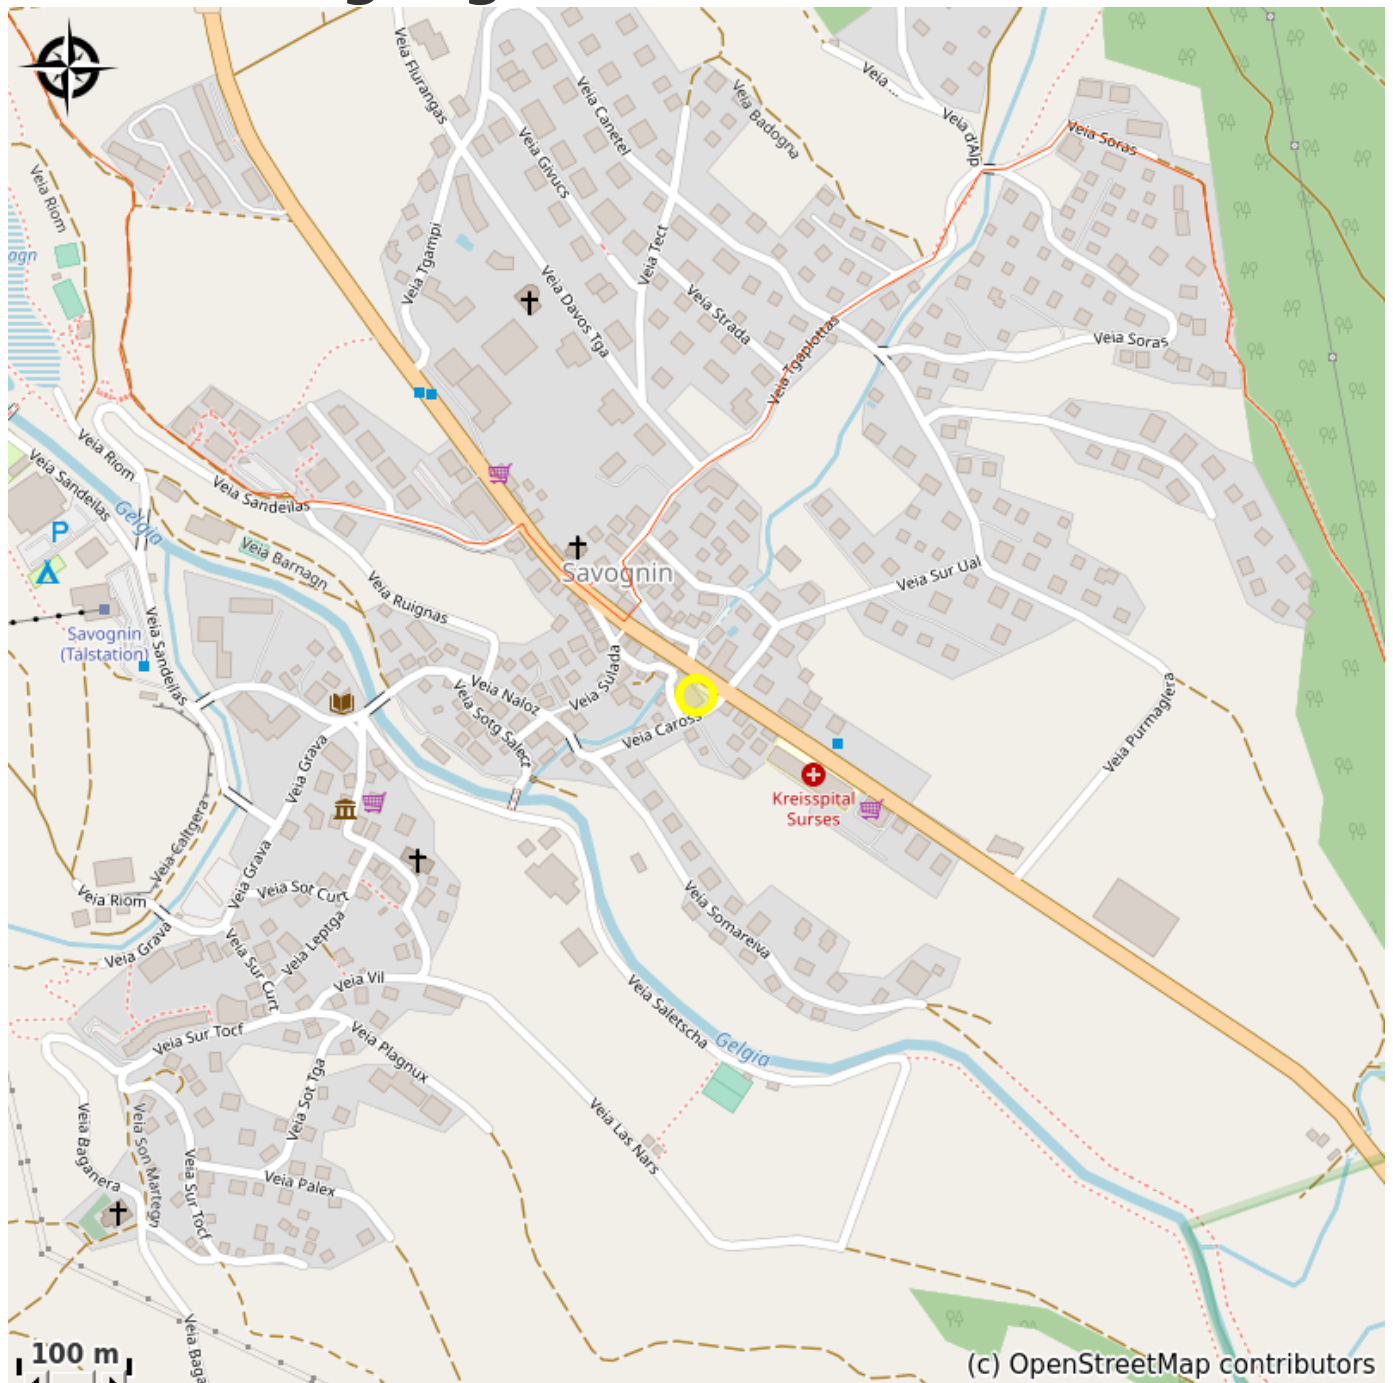 Veia Flurangas
Veia Canetel
Veia ...
Veia Badogna
Veia d'Alp
Veia Soras
Veia Givucs
Veia Riom
agn
Veia Tgampi
Veia Tect
Veia Davos Tga
Veia Strada
Veia Tgaplottas
Veia Soras
Veia Riom
Veia Sandeilas
Veia Sandeilas
Gelgia
P
Veia Barnagn
Savognin
Veia Sur Ual
Veia Ruignas
Savognin
(Talstation)
Veia Sandeilas
Veia Sulada
Veia Naloz
Veia Sotg Salect
Veia Caross
Veia Purmaglera
Veia Grava
Kreisspital
Surses
Veia Caltgera
Veia Grava
Veia Sot Curt
Veia Riom
Veia Leptga
Veia Somareiva
Veia Grava
Veia Sur Curt
Veia Vil
Veia Saletscha
Gelgia
Veia Sur Tocf
Veia Plagnux
Veia Sot Tga
Veia Las Nars
Veia Baganera
Veia Son Martegn
Veia Sur Tocf
Veia Palex
Veia Baga
100 m
(c) OpenStreetMap contributors